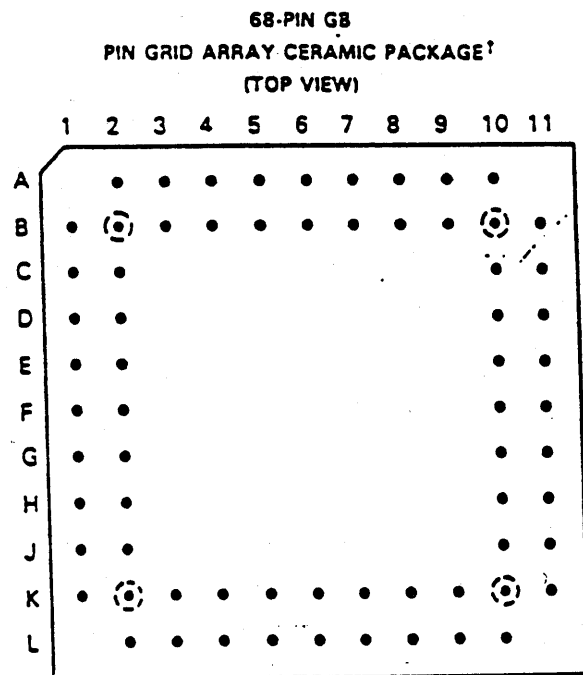 68-PIN GB
PIN GRID ARRAY CERAMIC PACKAGE†
(TOP VIEW)
1 2 3 4 5 6 7 8 9 10 11
A
B
C
D
E
F
G
H
J
K
L